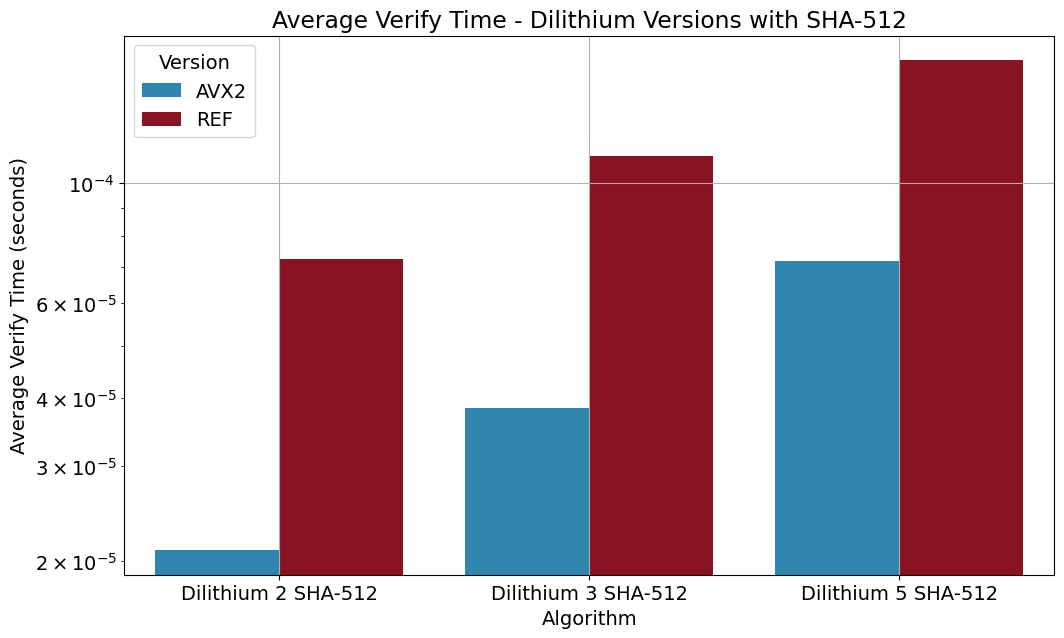 Average Verify Time - Dilithium Versions with SHA-512
Version
AVX2
REF
Average Verify Time (seconds)
10⁻⁴
6 × 10⁻⁵
4 × 10⁻⁵
3 × 10⁻⁵
2 × 10⁻⁵
Dilithium 2 SHA-512
Dilithium 3 SHA-512
Dilithium 5 SHA-512
Algorithm